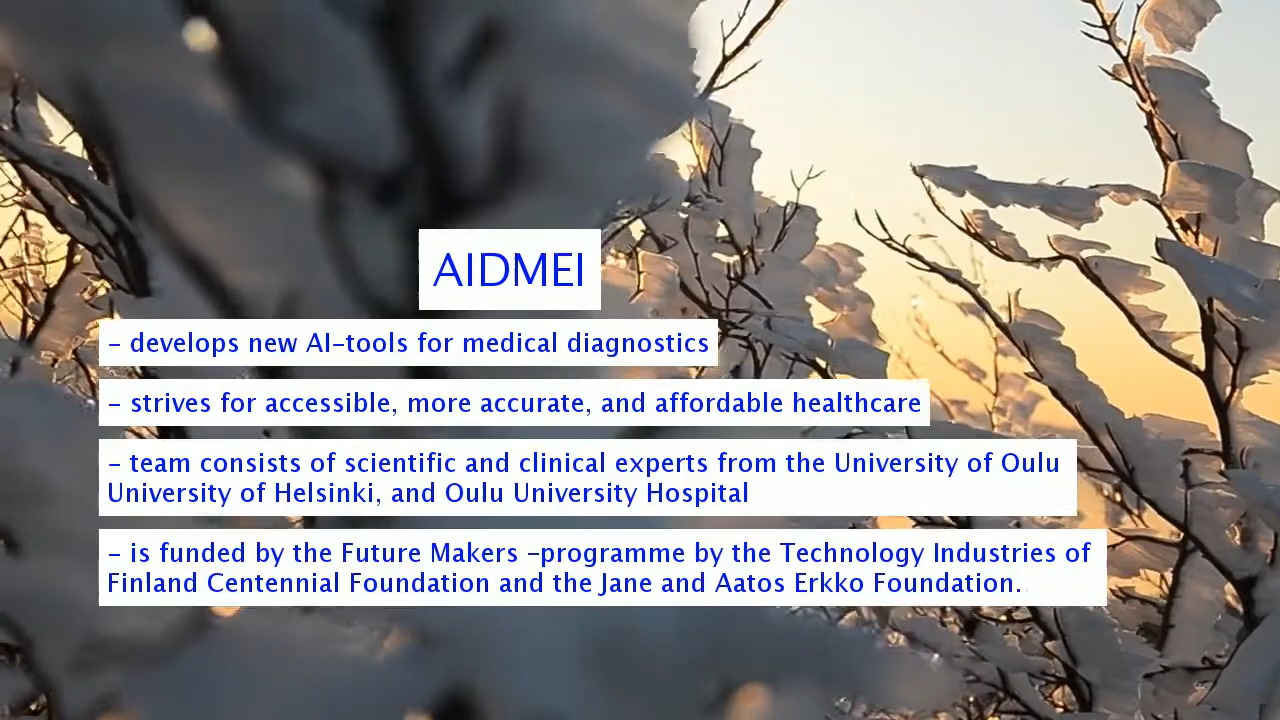 AIDMEI
- develops new AI-tools for medical diagnostics
- strives for accessible, more accurate, and affordable healthcare
- team consists of scientific and clinical experts from the University of Oulu
University of Helsinki, and Oulu University Hospital
- is funded by the Future Makers -programme by the Technology Industries of
Finland Centennial Foundation and the Jane and Aatos Erkko Foundation.